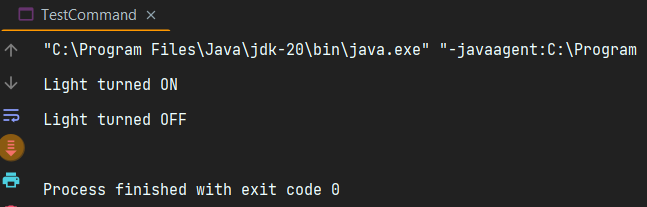 TestCommand
"C:\Program Files\Java\jdk-20\bin\java.exe" "-javaagent:C:\Program
Light turned ON
Light turned OFF
Process finished with exit code 0